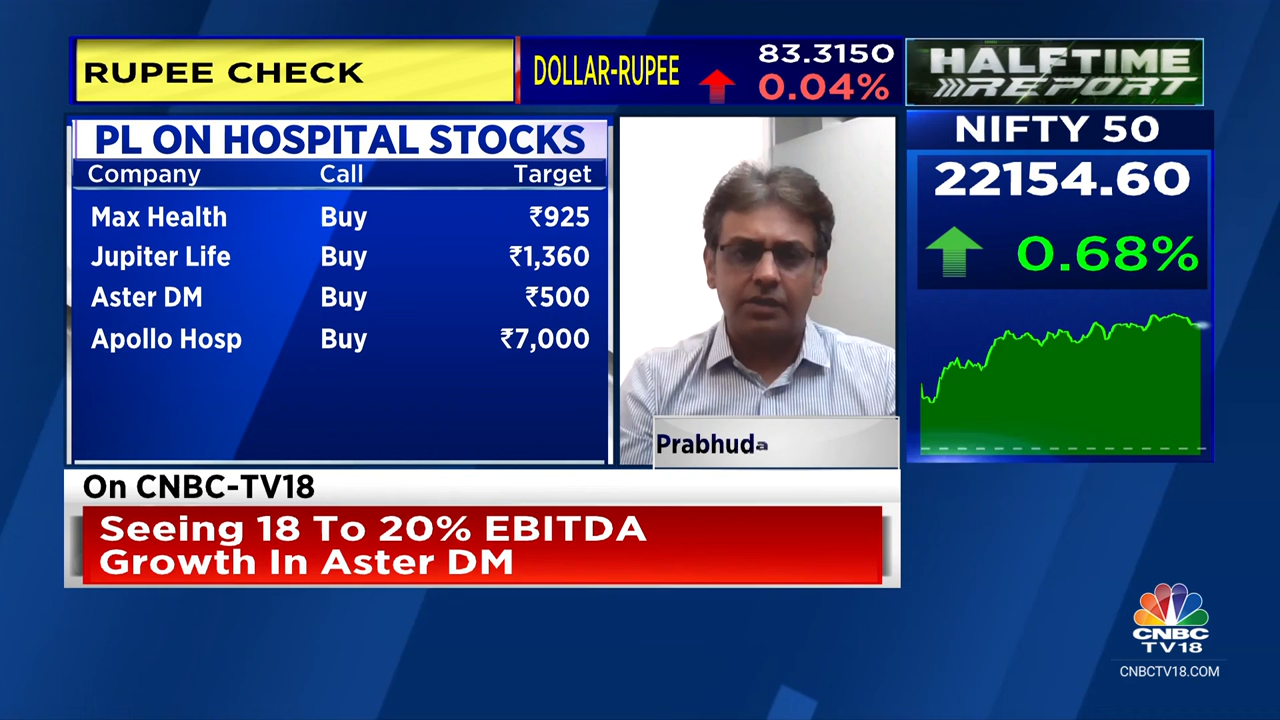 RUPEE CHECK
DOLLAR-RUPEE
83.3150
0.04%
HALFTIME
REPORT
PL ON HOSPITAL STOCKS
Company Call Target
Max Health Buy ₹925
Jupiter Life Buy ₹1,360
Aster DM Buy ₹500
Apollo Hosp Buy ₹7,000
Prabhuda
NIFTY 50
22154.60
0.68%
On CNBC-TV18
Seeing 18 To 20% EBITDA
Growth In Aster DM
CNBC
TV18
CNBCTV18.COM